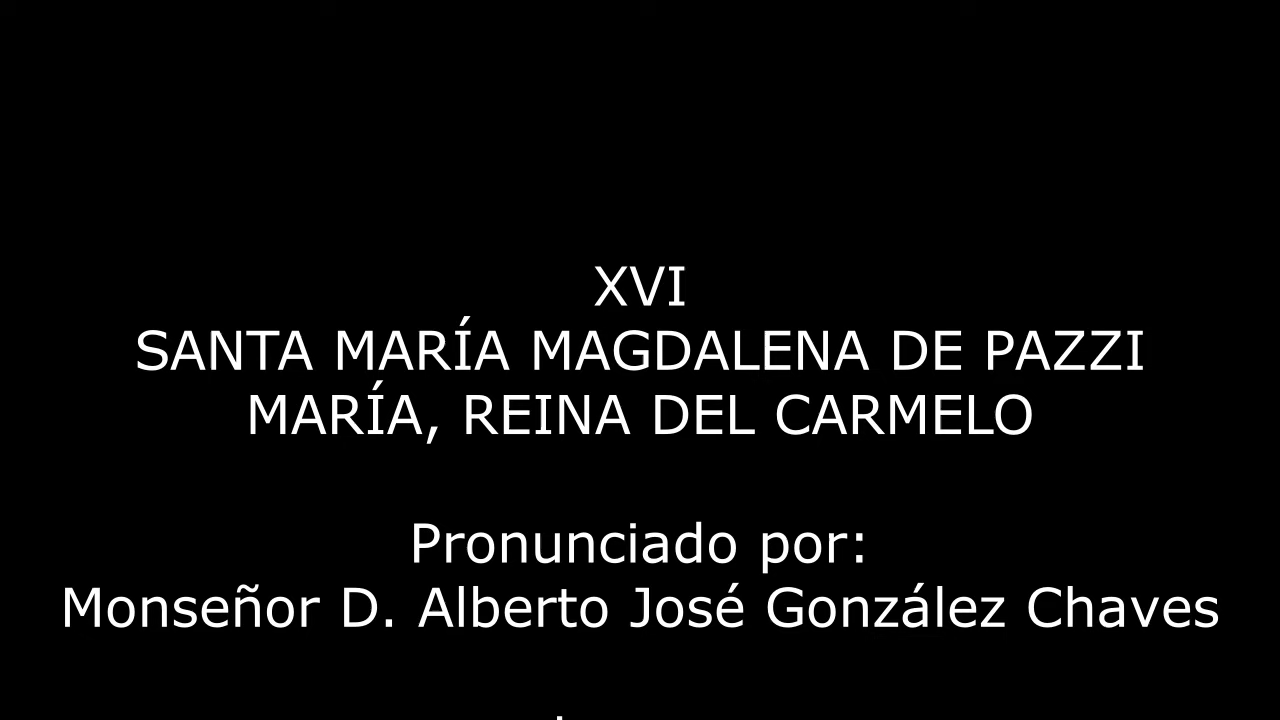 XVI
SANTA MARÍA MAGDALENA DE PAZZI
MARÍA, REINA DEL CARMELO
Pronunciado por:
Monseñor D. Alberto José González Chaves